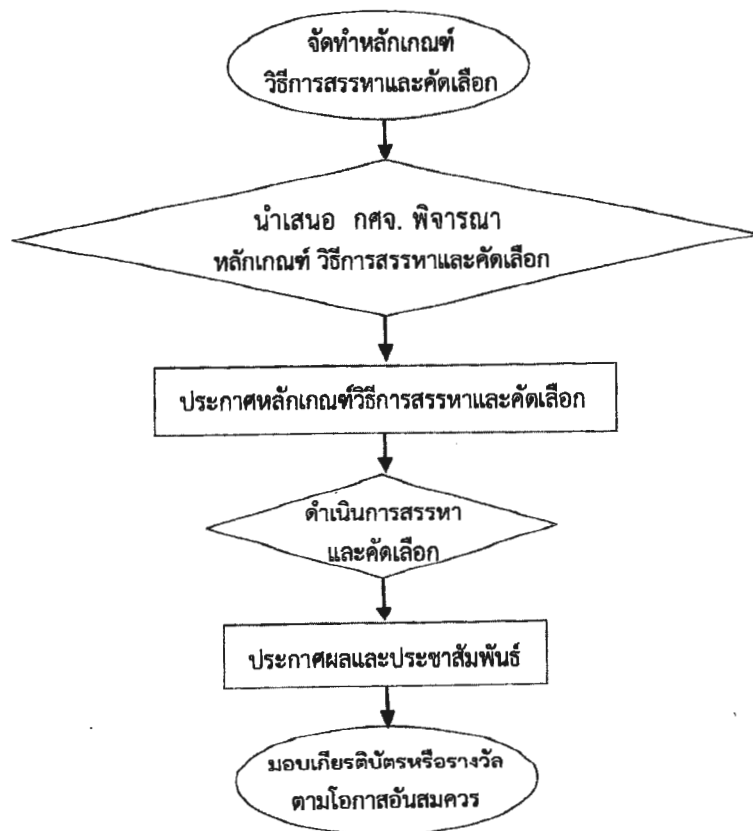 จัดทำหลักเกณฑ์
วิธีการสรรหาและคัดเลือก
นำเสนอ กศจ. พิจารณา
หลักเกณฑ์ วิธีการสรรหาและคัดเลือก
ประกาศหลักเกณฑ์วิธีการสรรหาและคัดเลือก
ดำเนินการสรรหา
และคัดเลือก
ประกาศผลและประชาสัมพันธ์
มอบเกียรติบัตรหรือรางวัล
ตามโอกาสอันสมควร